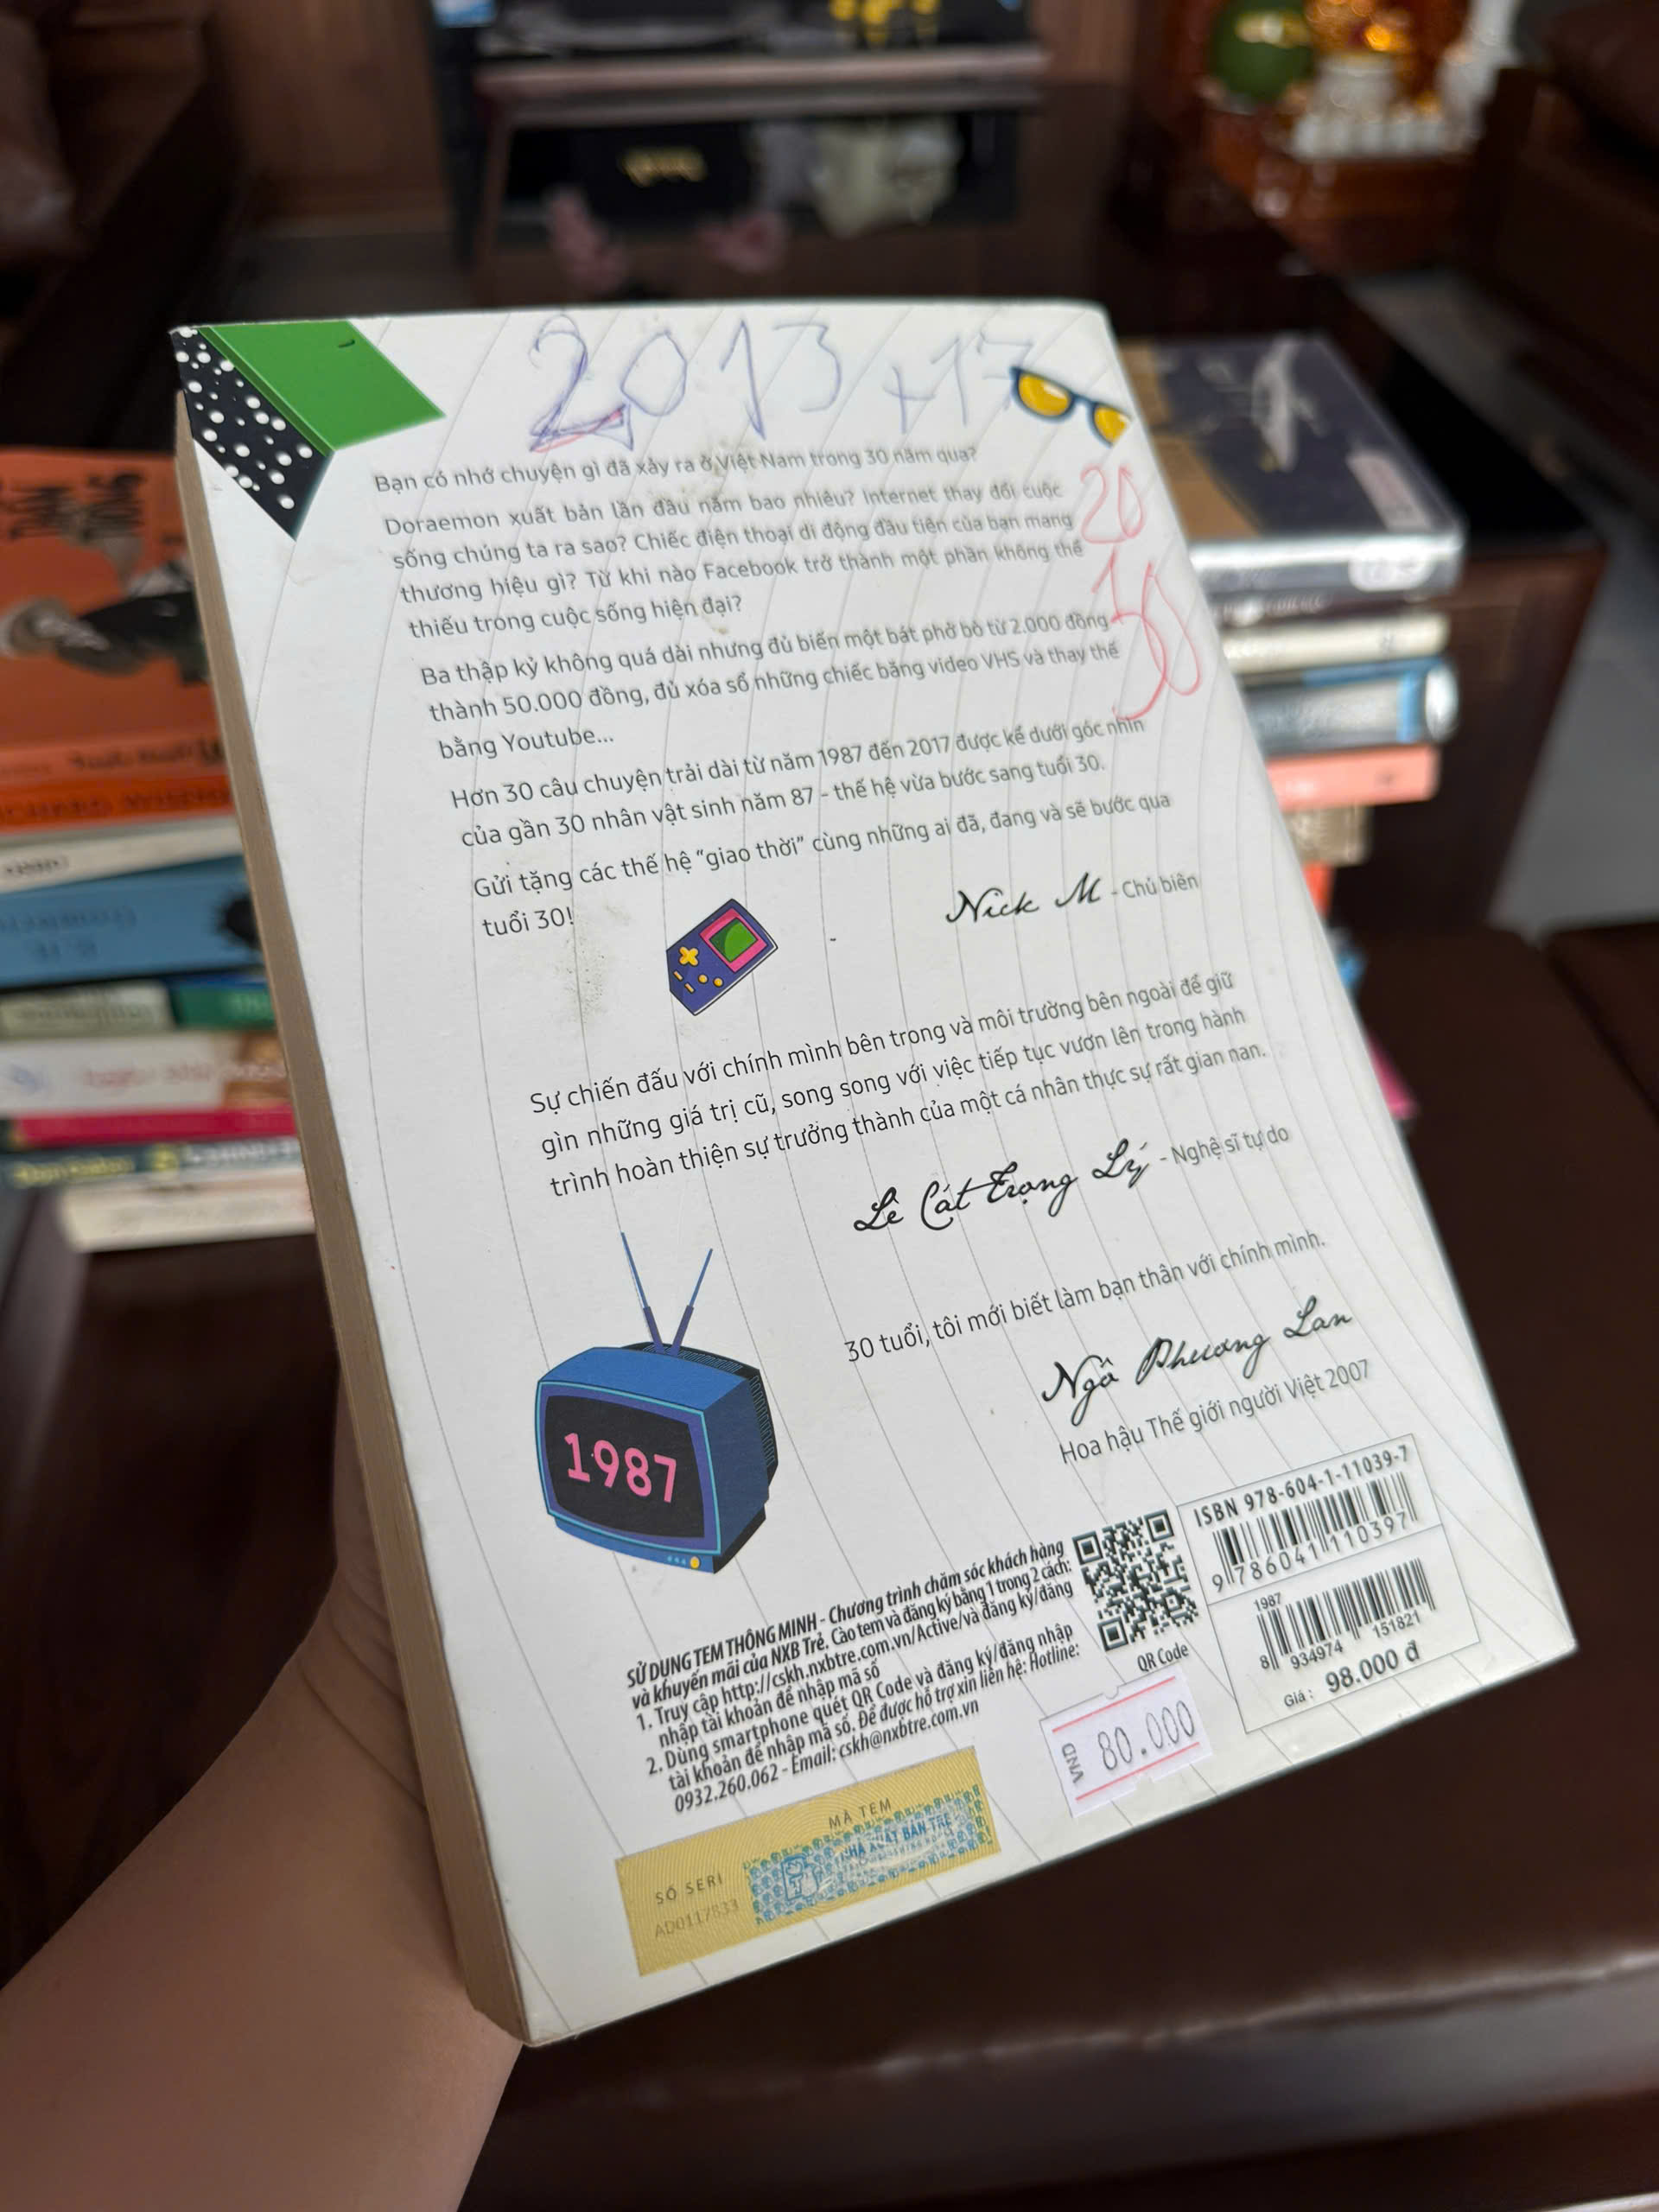 2013 +17
Bạn có nhớ chuyện gì đã xảy ra ở Việt Nam trong 30 năm qua?
Doraemon xuất bản lần đầu năm bao nhiêu? Internet thay đổi cuộc
sống chúng ta ra sao? Chiếc điện thoại di động đầu tiên của bạn mang
thương hiệu gì? Từ khi nào Facebook trở thành một phần không thể
thiếu trong cuộc sống hiện đại?
20
Ba thập kỷ không quá dài nhưng đủ biến một bát phở bò từ 2.000 đồng
thành 50.000 đồng, đủ xóa sổ những chiếc băng video VHS và thay thế
bằng Youtube...
Hơn 30 câu chuyện trải dài từ năm 1987 đến 2017 được kể dưới góc nhìn
của gần 30 nhân vật sinh năm 87 - thế hệ vừa bước sang tuổi 30.
Gửi tặng các thế hệ "giao thời" cùng những ai đã, đang và sẽ bước qua
tuổi 30!
Nick M - Chủ biên
Sự chiến đấu với chính mình bên trong và môi trường bên ngoài để giữ
gìn những giá trị cũ, song song với việc tiếp tục vươn lên trong hành
trình hoàn thiện sự trưởng thành của một cá nhân thực sự rất gian nan.
Lê Cát Trọng Lý - Nghệ sĩ tự do
30 tuổi, tôi mới biết làm bạn thân với chính mình.
Ngô Phương Lan
Hoa hậu Thế giới người Việt 2007
1987
SỬ DỤNG TEM THÔNG MINH - Chương trình chăm sóc khách hàng
và khuyến mãi của NXB Trẻ. Cào tem và đăng ký bằng 1 trong 2 cách:
1. Truy cập http://cskh.nxbtre.com.vn/Active/và đăng ký/đăng
nhập tài khoản để nhập mã số
2. Dùng smartphone quét QR Code và đăng ký/đăng nhập
tài khoản để nhập mã số. Để được hỗ trợ xin liên hệ: Hotline:
0932.260.062 - Email: cskh@nxbtre.com.vn
QR Code
ISBN 978-604-1-11039-7
9 786041 110397
1987
8 934974 151821
Giá: 98.000 đ
VND 80.000
MÃ TEM
NHÀ XUẤT BẢN TRẺ
SỐ SERI
AD0117833